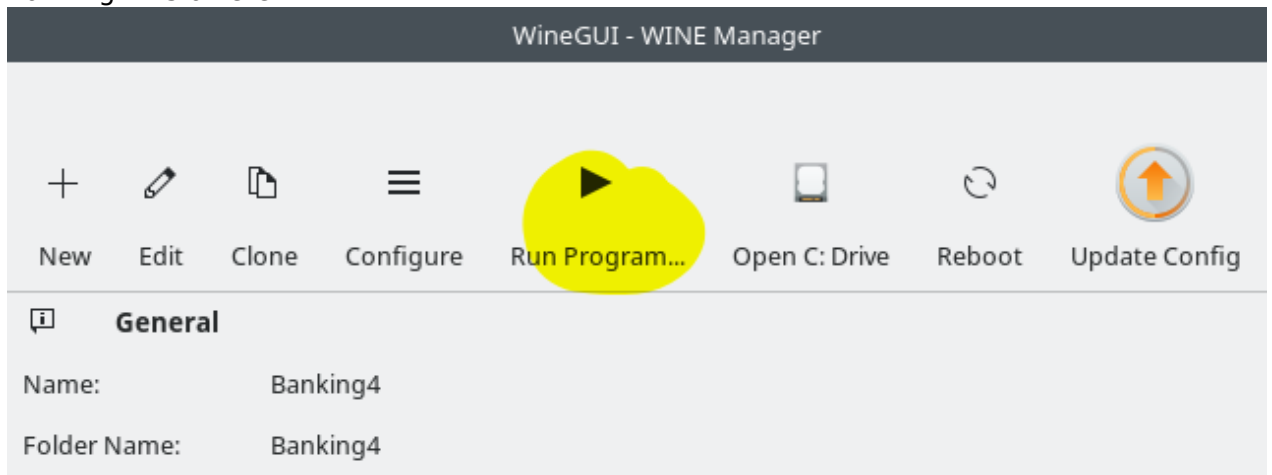 WineGUI - WINE Manager
New Edit Clone Configure Run Program... Open C: Drive Reboot Update Config
General
Name: Banking4
Folder Name: Banking4